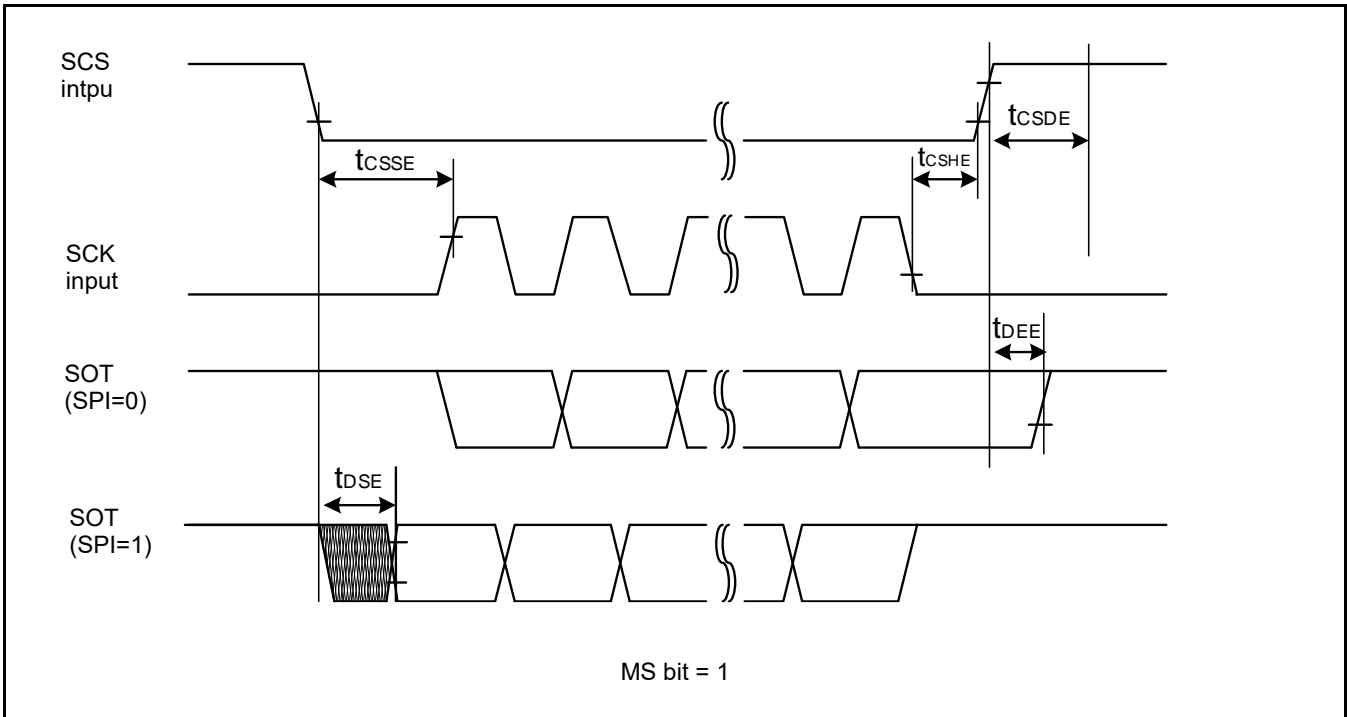 SCS
intpu
tCSDE
tCSSE
tCSHE
SCK
input
tDEE
SOT
(SPI=0)
tDSE
SOT
(SPI=1)
MS bit = 1